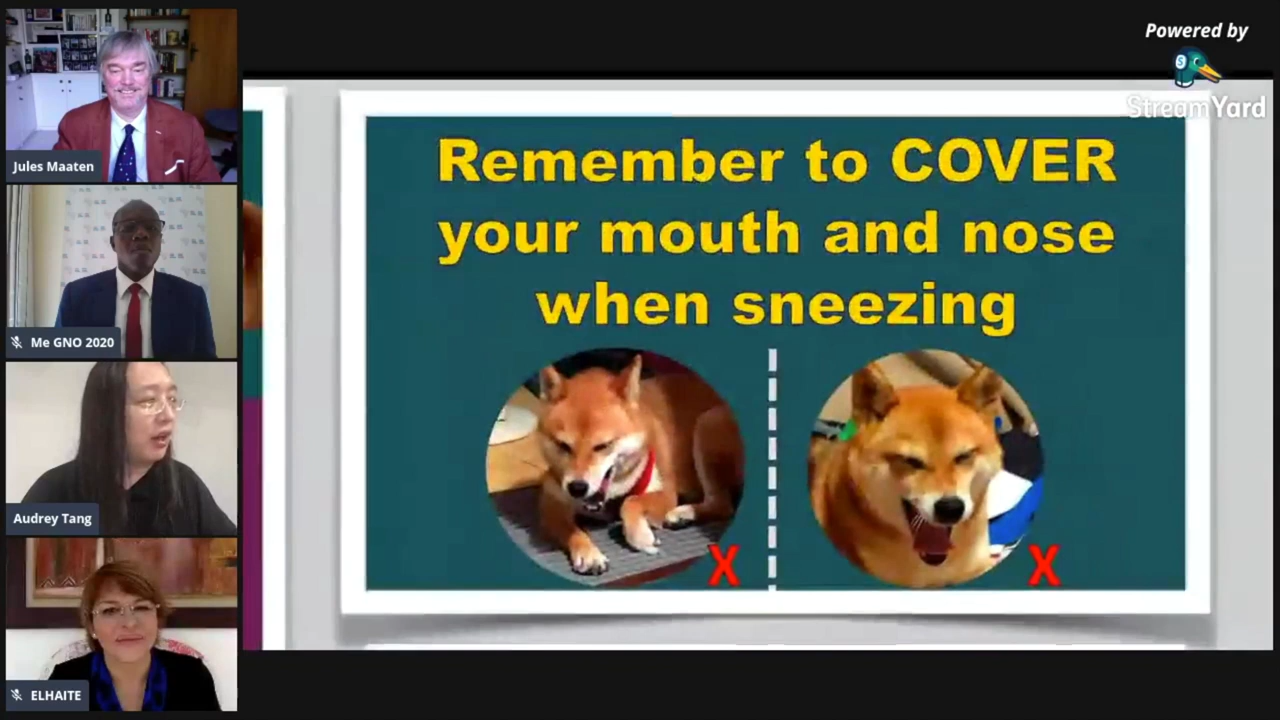 Jules Maaten
Me GNO 2020
Audrey Tang
ELHAITE
Powered by
StreamYard
Remember to COVER
your mouth and nose
when sneezing
X
X